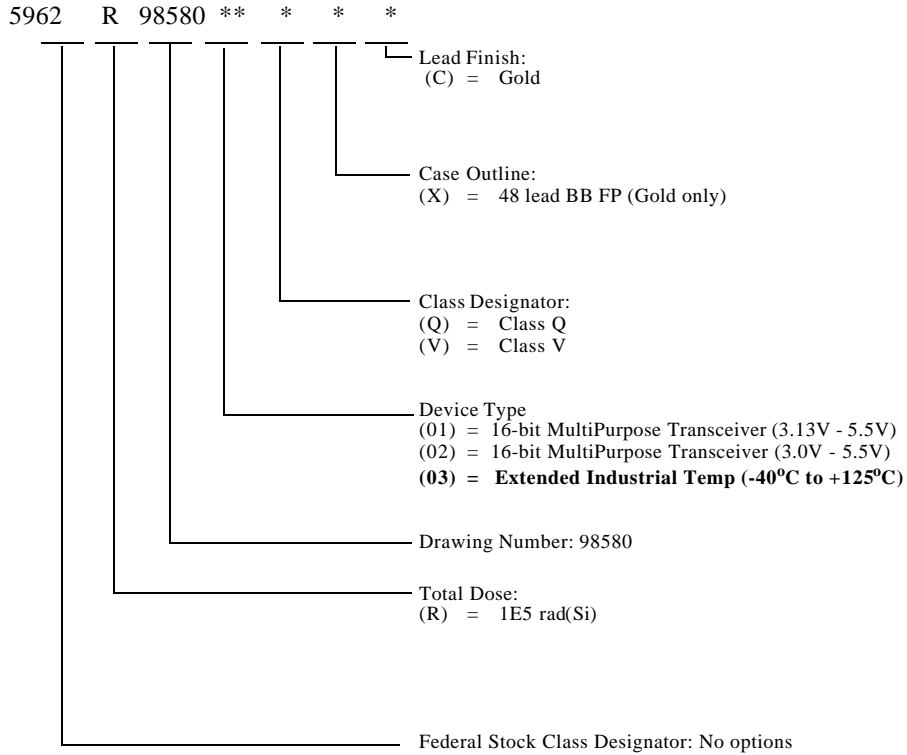 5962 R 98580 ** * * *
Lead Finish:
(C) = Gold
Case Outline:
(X) = 48 lead BB FP (Gold only)
Class Designator:
(Q) = Class Q
(V) = Class V
Device Type
(01) = 16-bit MultiPurpose Transceiver (3.13V - 5.5V)
(02) = 16-bit MultiPurpose Transceiver (3.0V - 5.5V)
(03) = Extended Industrial Temp (-40°C to +125°C)
Drawing Number: 98580
Total Dose:
(R) = 1E5 rad(Si)
Federal Stock Class Designator: No options